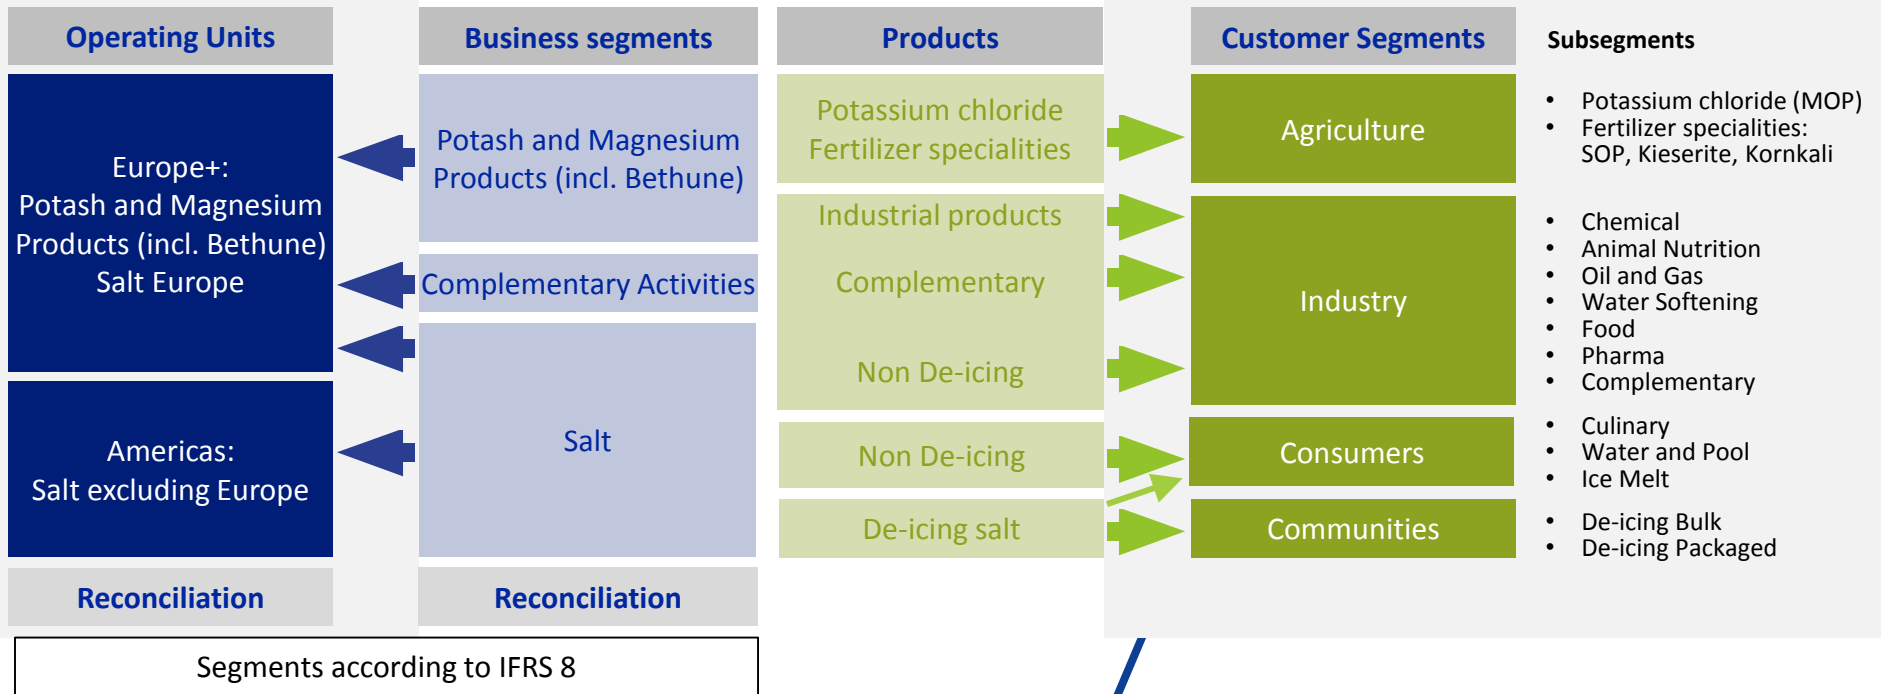 Operating Units
Business segments
Products
Customer Segments
Subsegments
Europe+:
Potash and Magnesium
Products (incl. Bethune)
Salt Europe
Americas:
Salt excluding Europe
Reconciliation
Potash and Magnesium
Products (incl. Bethune)
Complementary Activities
Salt
Reconciliation
Segments according to IFRS 8
Potassium chloride
Fertilizer specialities
Industrial products
Complementary
Non De-icing
Non De-icing
De-icing salt
Agriculture
Industry
Consumers
Communities
• Potassium chloride (MOP)
• Fertilizer specialities:
SOP, Kieserite, Kornkali
• Chemical
• Animal Nutrition
• Oil and Gas
• Water Softening
• Food
• Pharma
• Complementary
• Culinary
• Water and Pool
• Ice Melt
• De-icing Bulk
• De-icing Packaged